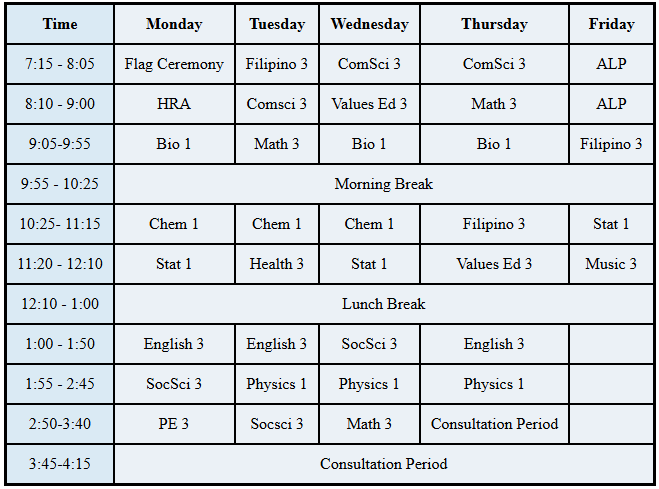 Time Monday Tuesday Wednesday Thursday Friday
7:15 - 8:05 Flag Ceremony Filipino 3 ComSci 3 ComSci 3 ALP
8:10 - 9:00 HRA Comsci 3 Values Ed 3 Math 3 ALP
9:05-9:55 Bio 1 Math 3 Bio 1 Bio 1 Filipino 3
9:55 - 10:25 Morning Break
10:25- 11:15 Chem 1 Chem 1 Chem 1 Filipino 3 Stat 1
11:20 - 12:10 Stat 1 Health 3 Stat 1 Values Ed 3 Music 3
12:10 - 1:00 Lunch Break
1:00 - 1:50 English 3 English 3 SocSci 3 English 3
1:55 - 2:45 SocSci 3 Physics 1 Physics 1 Physics 1
2:50-3:40 PE 3 Socsci 3 Math 3 Consultation Period
3:45-4:15 Consultation Period